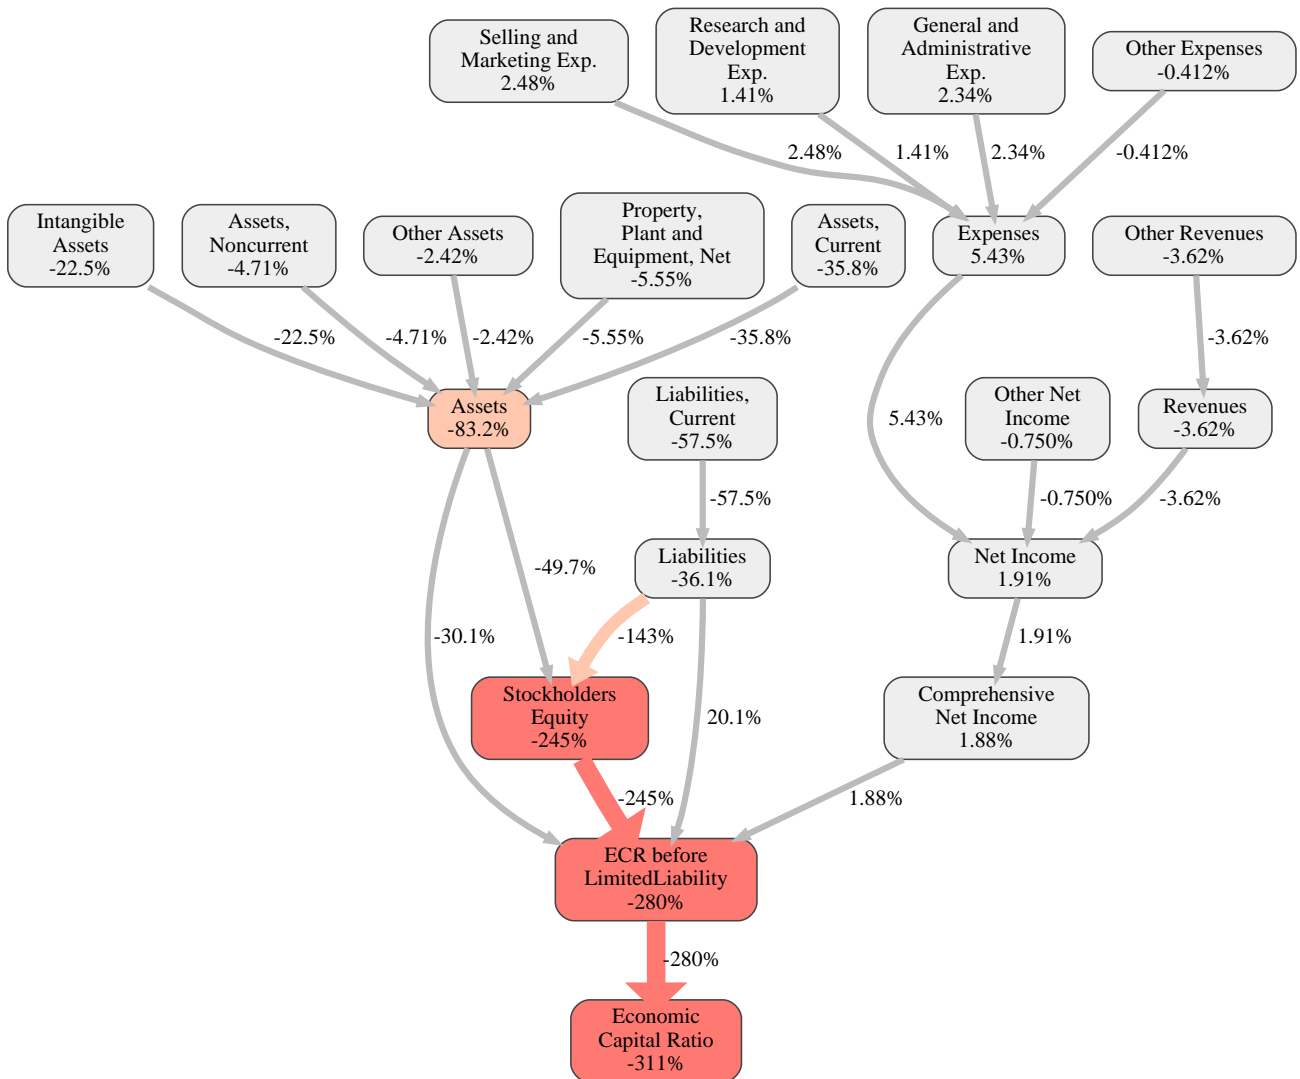 Selling and
Marketing Exp.
2.48%
Research and
Development
Exp.
1.41%
General and
Administrative
Exp.
2.34%
Other Expenses
-0.412%
2.48%
1.41%
2.34%
-0.412%
Intangible
Assets
-22.5%
Assets,
Noncurrent
-4.71%
Other Assets
-2.42%
Property,
Plant and
Equipment, Net
-5.55%
Assets,
Current
-35.8%
Expenses
5.43%
Other Revenues
-3.62%
-22.5%
-4.71%
-2.42%
-5.55%
-35.8%
-3.62%
Assets
-83.2%
Liabilities,
Current
-57.5%
5.43%
Other Net
Income
-0.750%
Revenues
-3.62%
-57.5%
-0.750%
-3.62%
-49.7%
Liabilities
-36.1%
Net Income
1.91%
-30.1%
-143%
1.91%
Stockholders
Equity
-245%
20.1%
Comprehensive
Net Income
1.88%
-245%
1.88%
ECR before
LimitedLiability
-280%
-280%
Economic
Capital Ratio
-311%